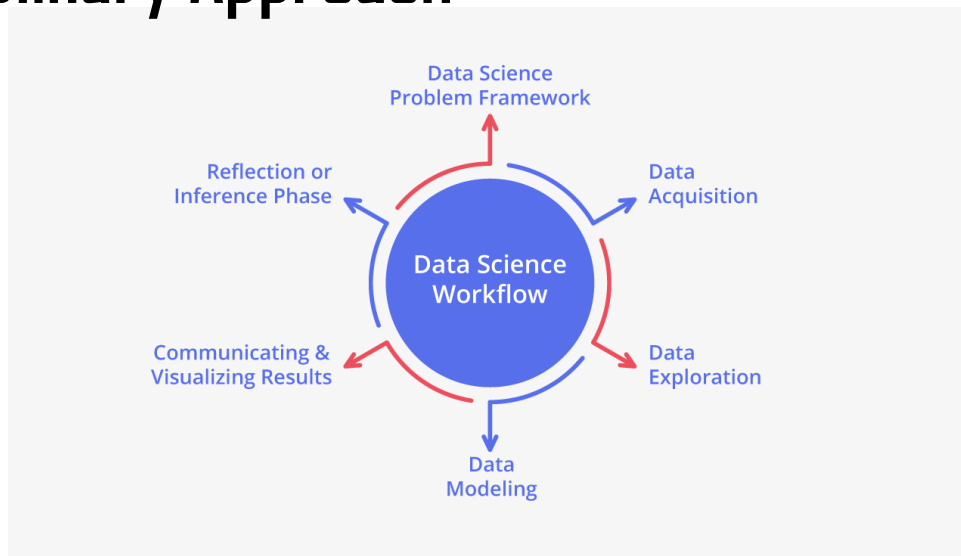 Approach
Data Science
Problem Framework
Data
Acquisition
Data
Exploration
Data
Modeling
Communicating &
Visualizing Results
Reflection or
Inference Phase
Data Science
Workflow